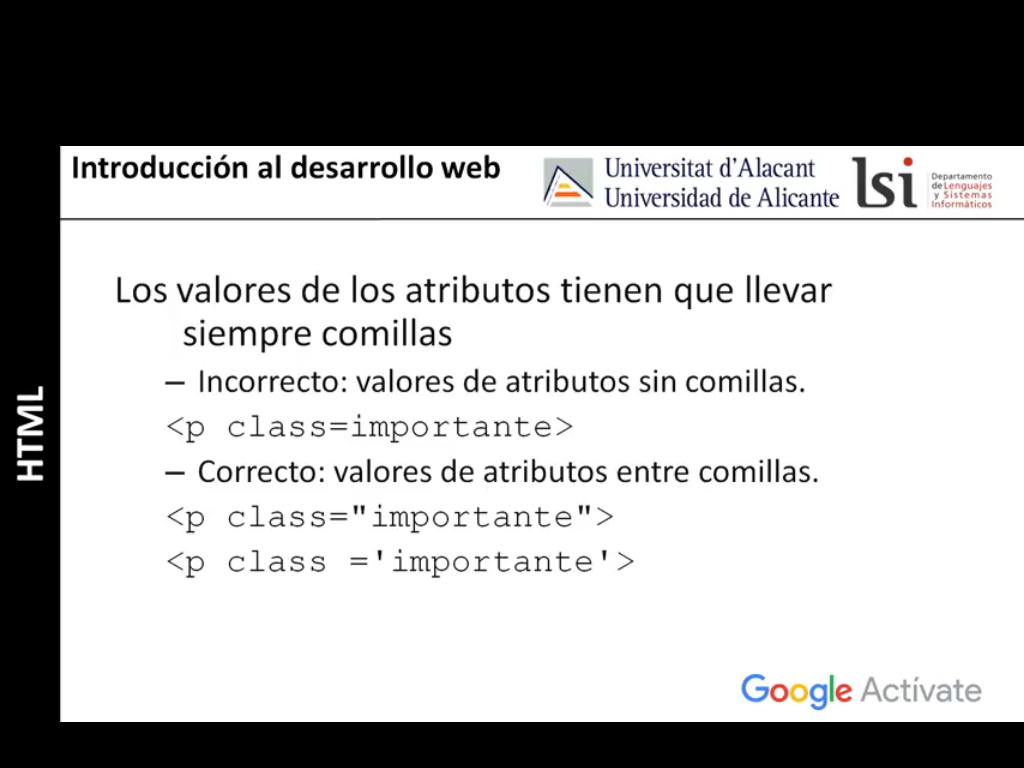 Introducción al desarrollo web
Universitat d'Alacant
Universidad de Alicante
lsi
Departamento
de Lenguajes
y Sistemas
Informáticos
HTML
Los valores de los atributos tienen que llevar
siempre comillas
– Incorrecto: valores de atributos sin comillas.
<p class=importante>
– Correcto: valores de atributos entre comillas.
<p class="importante">
<p class ='importante'>
Google Actívate